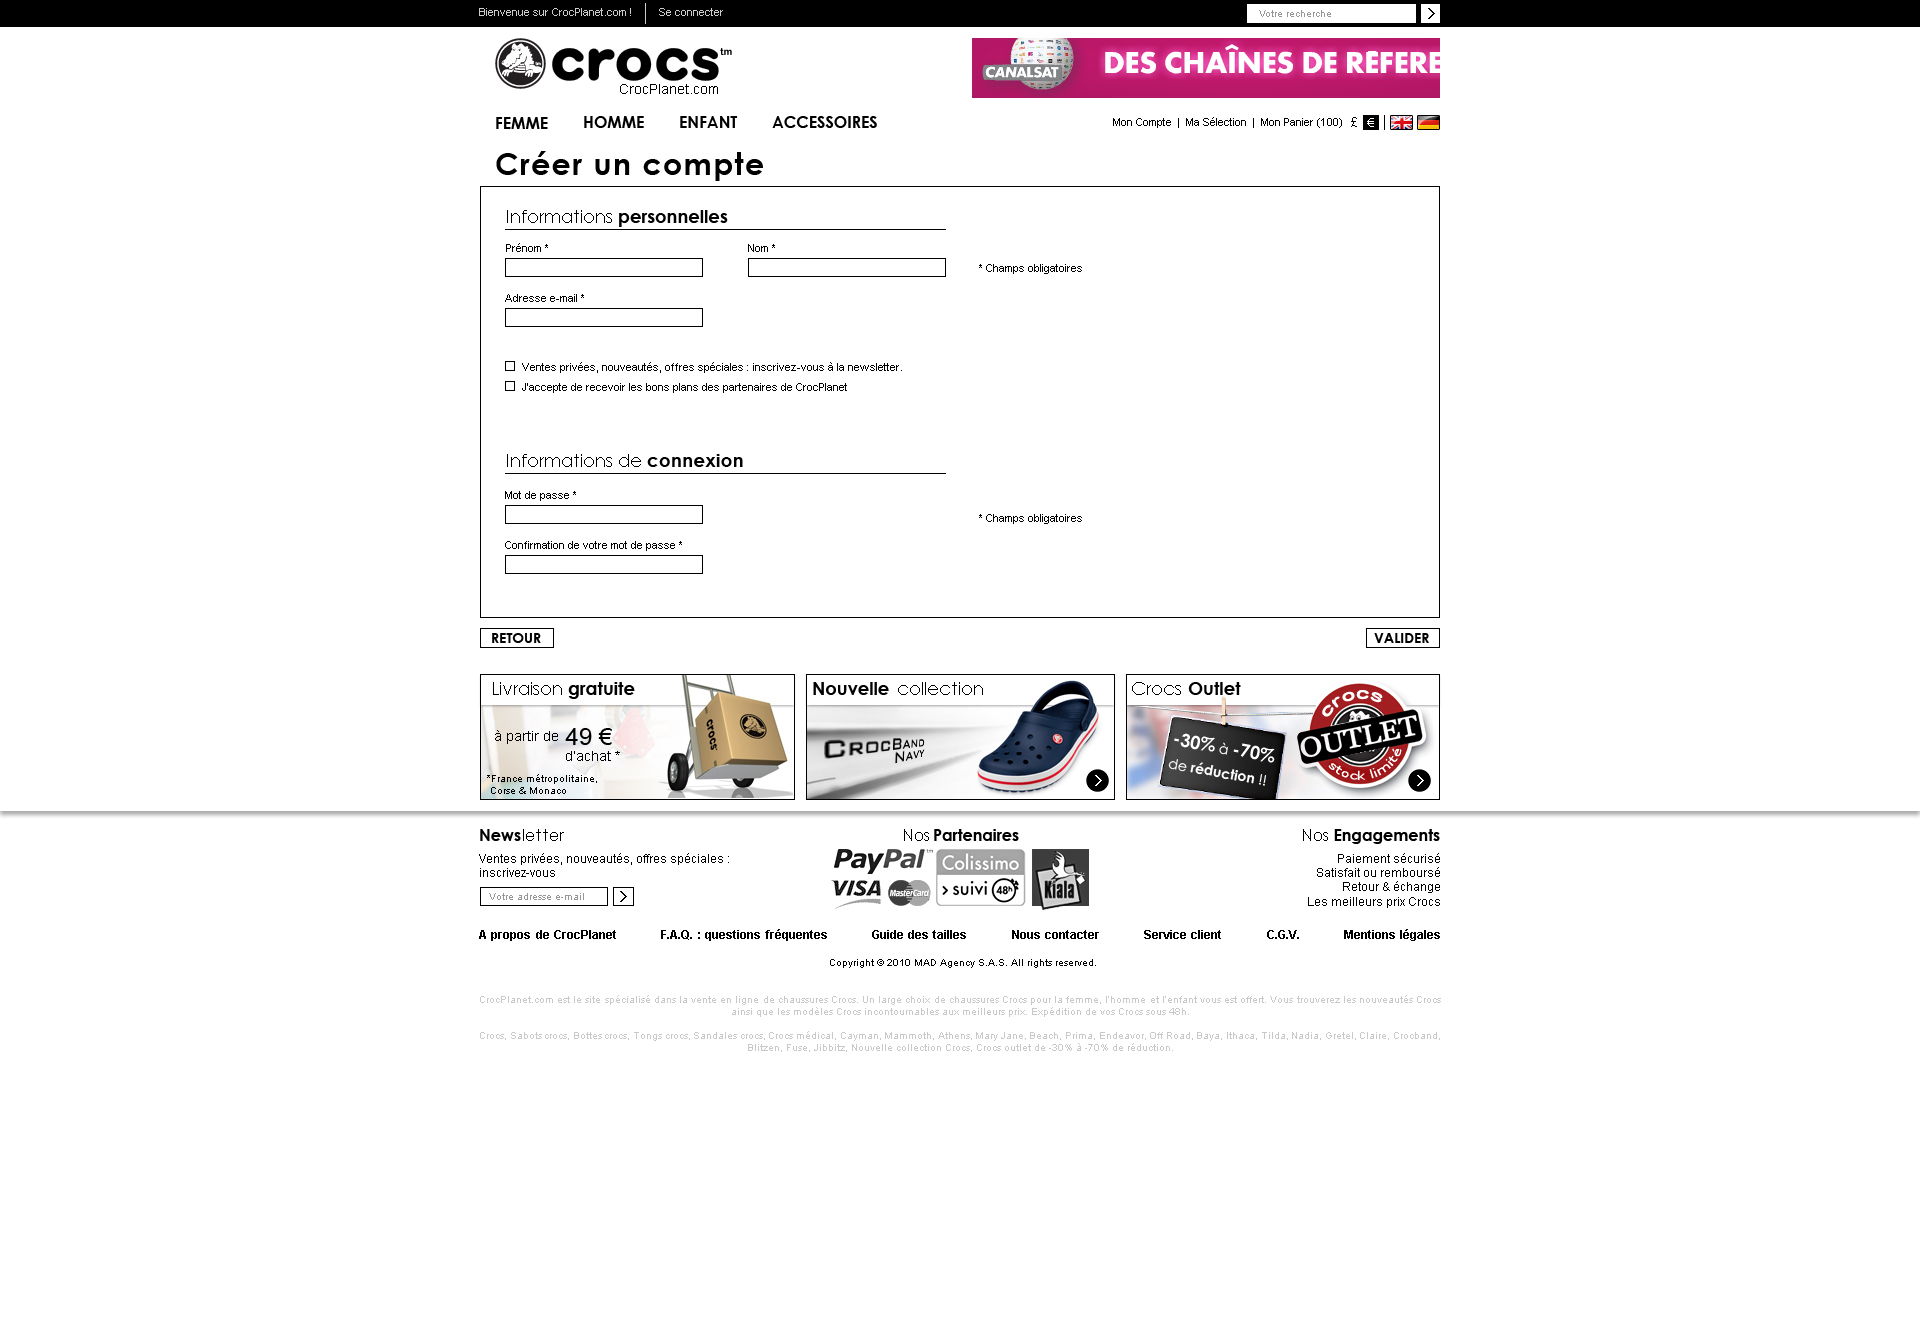 Bienvenue sur CrocPlanet.com !
Se connecter
Votre recherche
crocs™
CrocPlanet.com
CANALSAT
DES CHAÎNES DE RÉFÉRE
FEMME
HOMME
ENFANT
ACCESSOIRES
Mon Compte | Ma Sélection | Mon Panier (100) £ €
Créer un compte
Informations personnelles
Prénom *
Nom *
* Champs obligatoires
Adresse e-mail *
Ventes privées, nouveautés, offres spéciales : inscrivez-vous à la newsletter.
J'accepte de recevoir les bons plans des partenaires de CrocPlanet
Informations de connexion
Mot de passe *
* Champs obligatoires
Confirmation de votre mot de passe *
RETOUR
VALIDER
Livraison gratuite
à partir de 49 €
d'achat *
*France métropolitaine,
Corse & Monaco
crocs
Nouvelle collection
CROCBAND
NAVY
Crocs Outlet
-30% à -70%
de réduction !!
crocs
OUTLET
stock limité
Newsletter
Ventes privées, nouveautés, offres spéciales :
inscrivez-vous
Votre adresse e-mail
Nos Partenaires
PayPal™
VISA
MasterCard
Colissimo
> suivi 48h
Kiala
Nos Engagements
Paiement sécurisé
Satisfait ou remboursé
Retour & échange
Les meilleurs prix Crocs
A propos de CrocPlanet
F.A.Q. : questions fréquentes
Guide des tailles
Nous contacter
Service client
C.G.V.
Mentions légales
Copyright © 2010 MAD Agency S.A.S. All rights reserved.
CrocPlanet.com est le site spécialisé dans la vente en ligne de chaussures Crocs. Un large choix de chaussures Crocs pour la femme, l'homme et l'enfant vous est offert. Vous trouverez les nouveautés Crocs
ainsi que les modèles Crocs incontournables aux meilleurs prix. Expédition de vos Crocs sous 48h.
Crocs, Sabots crocs, Bottes crocs, Tongs crocs, Sandales crocs, Crocs médical, Cayman, Mammoth, Athens, Mary Jane, Beach, Prima, Endeavor, Off Road, Baya, Ithaca, Tilda, Nadia, Gretel, Claire, Crocband,
Blitzen, Fuse, Jibbitz, Nouvelle collection Crocs, Crocs outlet de -30% à -70% de réduction.